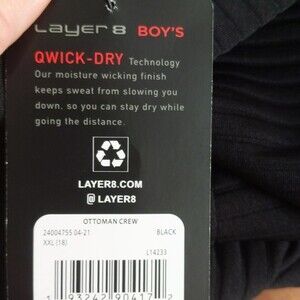 Layer 8 BOY'S
QWICK-DRY Technology
Our moisture wicking finish
keeps sweat from slowing you
down, so you can stay dry while
going the distance.
LAYER8.COM
@ LAYER8
OTTOMAN CREW
24004755 04-21 BLACK
XXL (18)
L14233
93242 90417